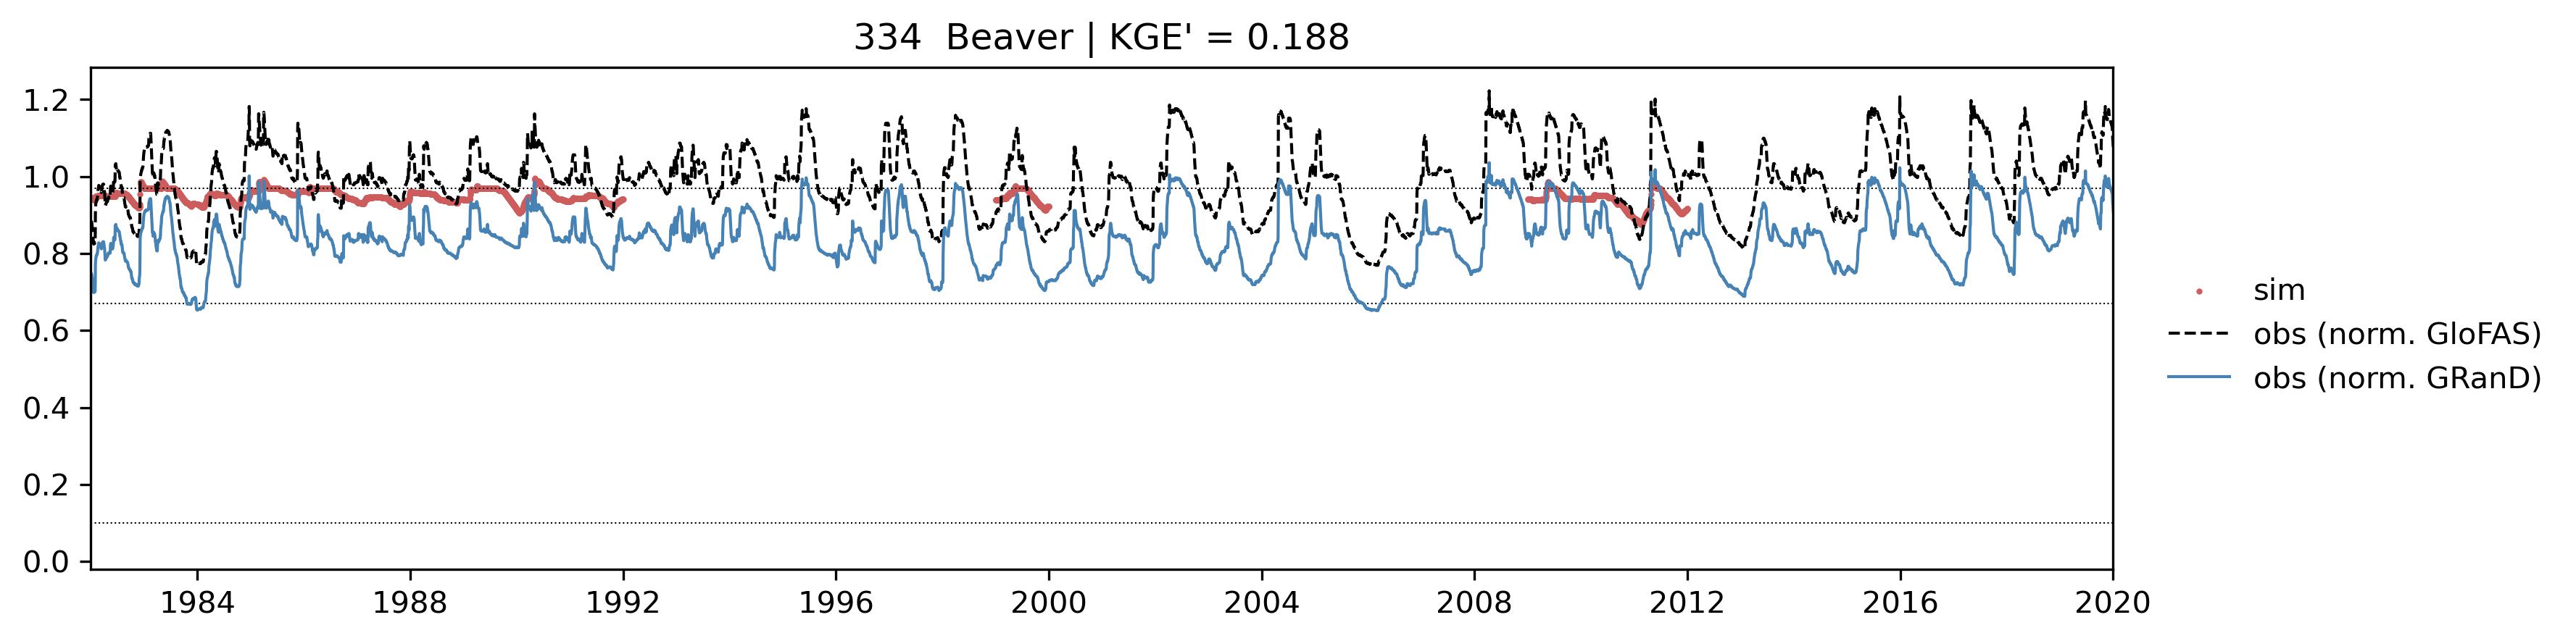 334  Beaver | KGE' = 0.188
1.2
1.0
0.8
0.6
0.4
0.2
0.0
1984 1988 1992 1996 2000 2004 2008 2012 2016 2020
sim
obs (norm. GloFAS)
obs (norm. GRanD)